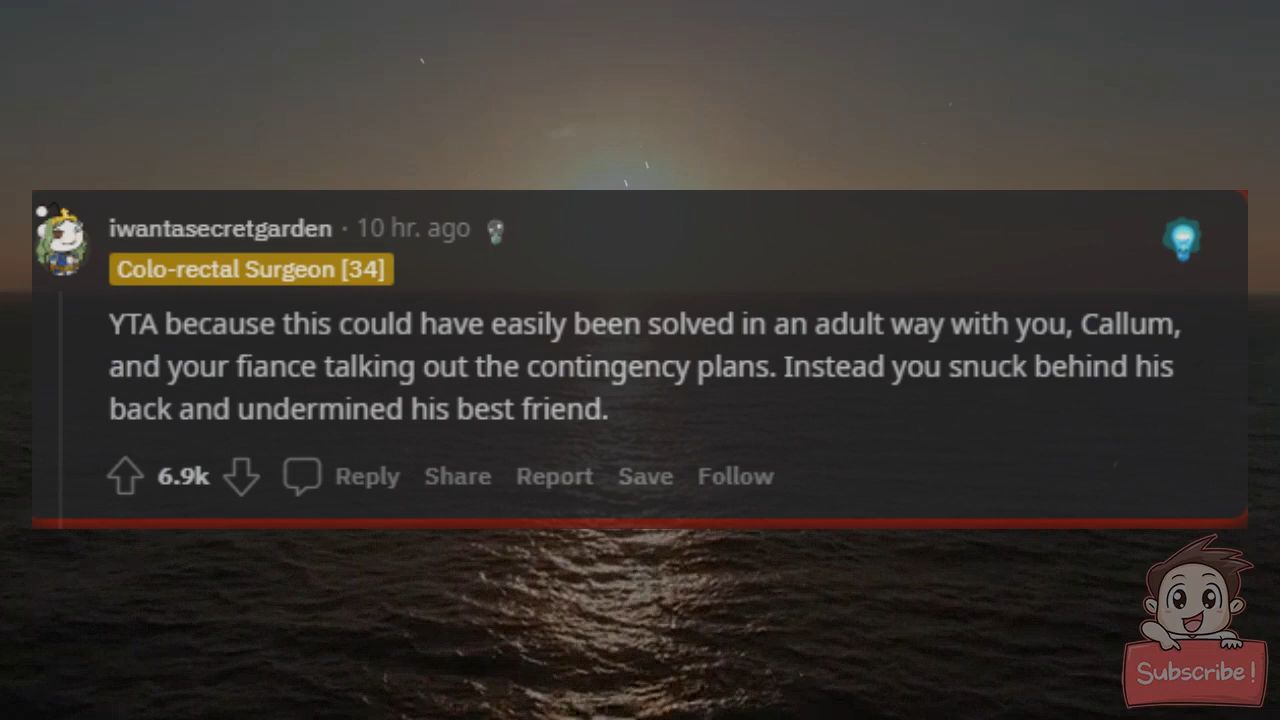 iwantasecretgarden · 10 hr. ago
Colo-rectal Surgeon [34]
YTA because this could have easily been solved in an adult way with you, Callum,
and your fiance talking out the contingency plans. Instead you snuck behind his
back and undermined his best friend.
6.9k Reply Share Report Save Follow
Subscribe!